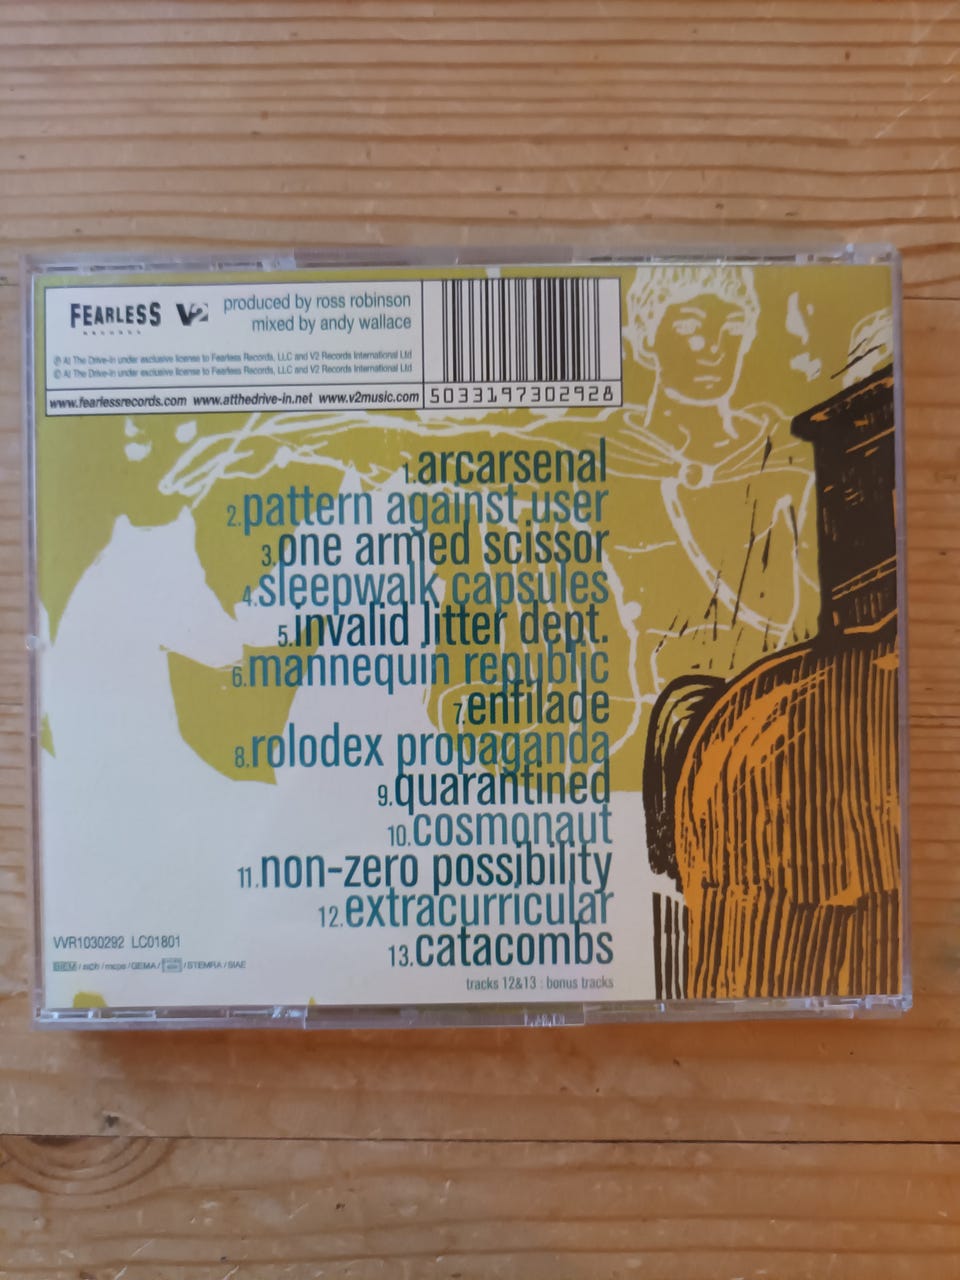 FEARLESS
RECORDS
V2
produced by ross robinson
mixed by andy wallace
℗ At The Drive-In under exclusive license to Fearless Records, LLC and V2 Records International Ltd
© At The Drive-In under exclusive license to Fearless Records, LLC and V2 Records International Ltd
www.fearlessrecords.com www.atthedrive-in.net www.v2music.com
5033197302928
1.arcarsenal
2.pattern against user
3.one armed scissor
4.sleepwalk capsules
5.invalid litter dept.
6.mannequin republic
7.enfilade
8.rolodex propaganda
9.quarantined
10.cosmonaut
11.non-zero possibility
12.extracurricular
13.catacombs
tracks 12&13 : bonus tracks
VVR1030292 LC01801
BIEM / mcps / GEMA / / STEMRA / SIAE